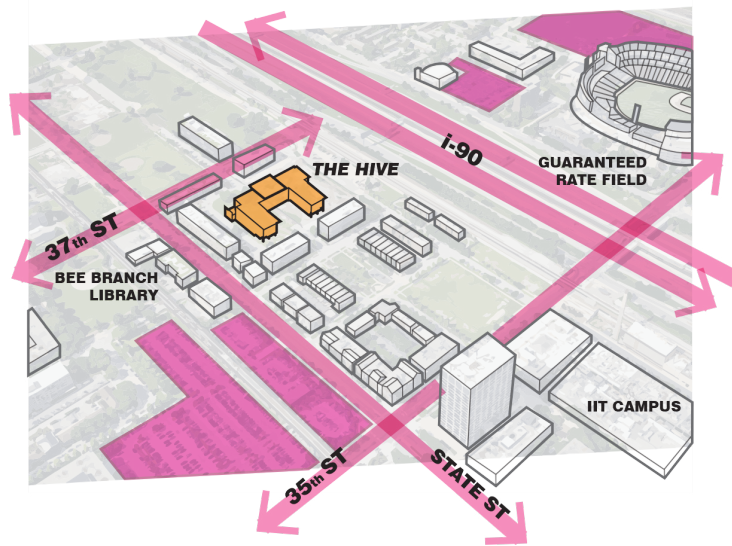 i-90
GUARANTEED
RATE FIELD
THE HIVE
37th ST
BEE BRANCH
LIBRARY
IIT CAMPUS
35th ST
STATE ST